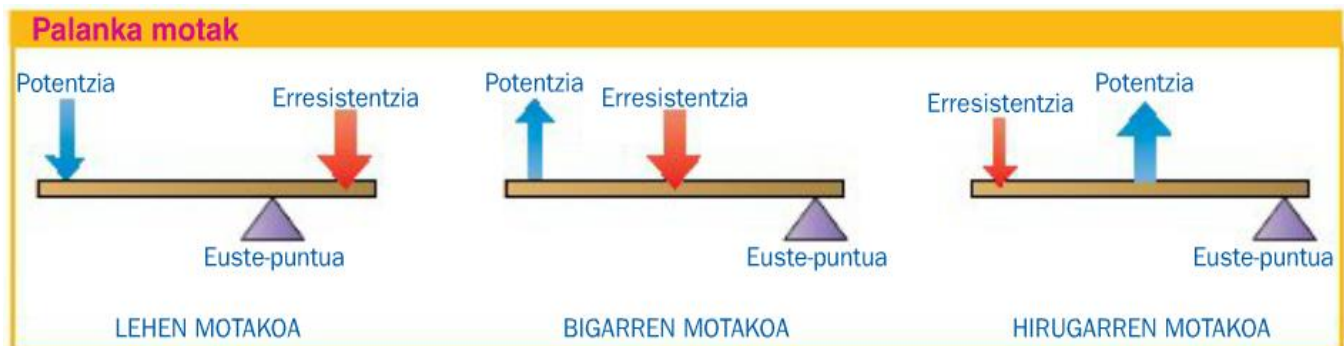 Palanka motak
Potentzia
Erresistentzia
Euste-puntua
LEHEN MOTAKOA
Potentzia
Erresistentzia
Euste-puntua
BIGARREN MOTAKOA
Erresistentzia
Potentzia
Euste-puntua
HIRUGARREN MOTAKOA